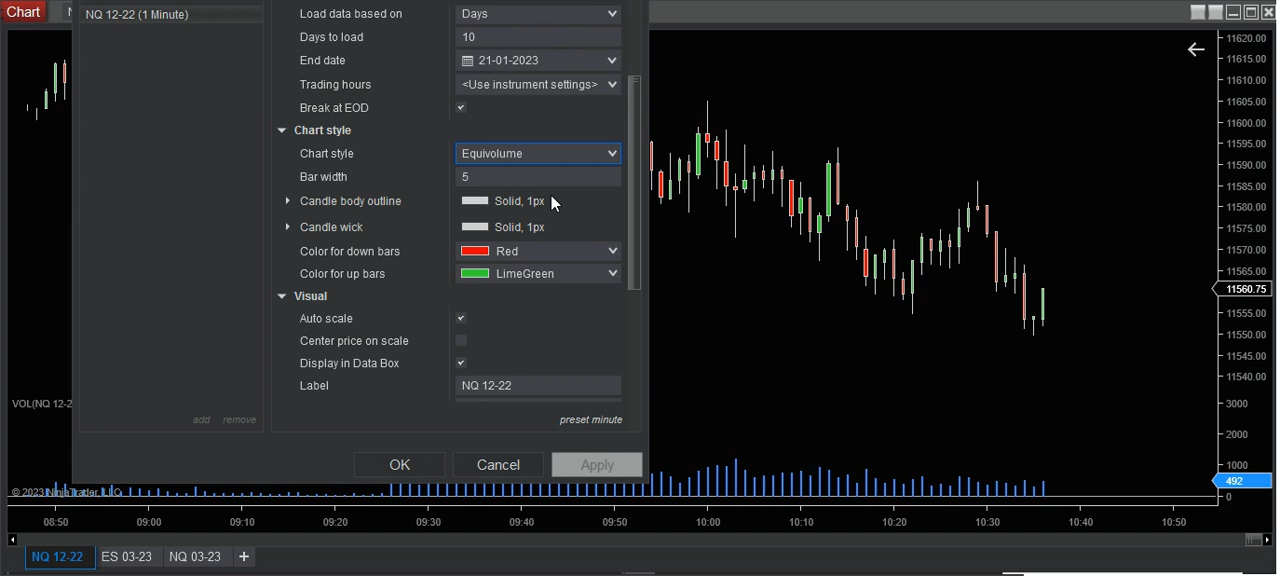 Chart
NQ 12-22 (1 Minute)
Load data based on Days
Days to load 10
End date 21-01-2023
Trading hours <Use instrument settings>
Break at EOD
Chart style
Chart style Equivolume
Bar width 5
Candle body outline Solid, 1px
Candle wick Solid, 1px
Color for down bars Red
Color for up bars LimeGreen
Visual
Auto scale
Center price on scale
Display in Data Box
Label NQ 12-22
add remove
preset minute
OK Cancel Apply
11620.00
11615.00
11610.00
11605.00
11600.00
11595.00
11590.00
11585.00
11580.00
11575.00
11570.00
11565.00
11560.75
11555.00
11550.00
11545.00
11540.00
VOL(NQ 12-2
3000
2000
1000
492
0
© 2023 NinjaTrader, LLC
08:50 09:00 09:10 09:20 09:30 09:40 09:50 10:00 10:10 10:20 10:30 10:40 10:50
NQ 12-22 ES 03-23 NQ 03-23 +